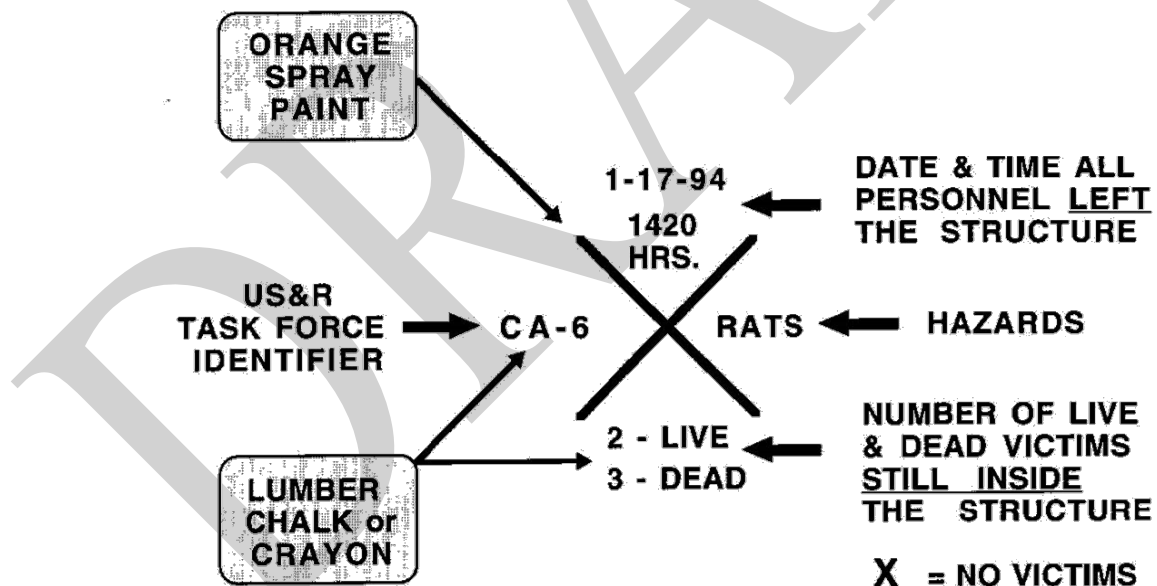 ORANGE
SPRAY
PAINT
1-17-94
1420
HRS.
DATE & TIME ALL
PERSONNEL LEFT
THE STRUCTURE
US&R
TASK FORCE
IDENTIFIER
CA-6
RATS
HAZARDS
2 - LIVE
3 - DEAD
NUMBER OF LIVE
& DEAD VICTIMS
STILL INSIDE
THE STRUCTURE
LUMBER
CHALK or
CRAYON
X = NO VICTIMS